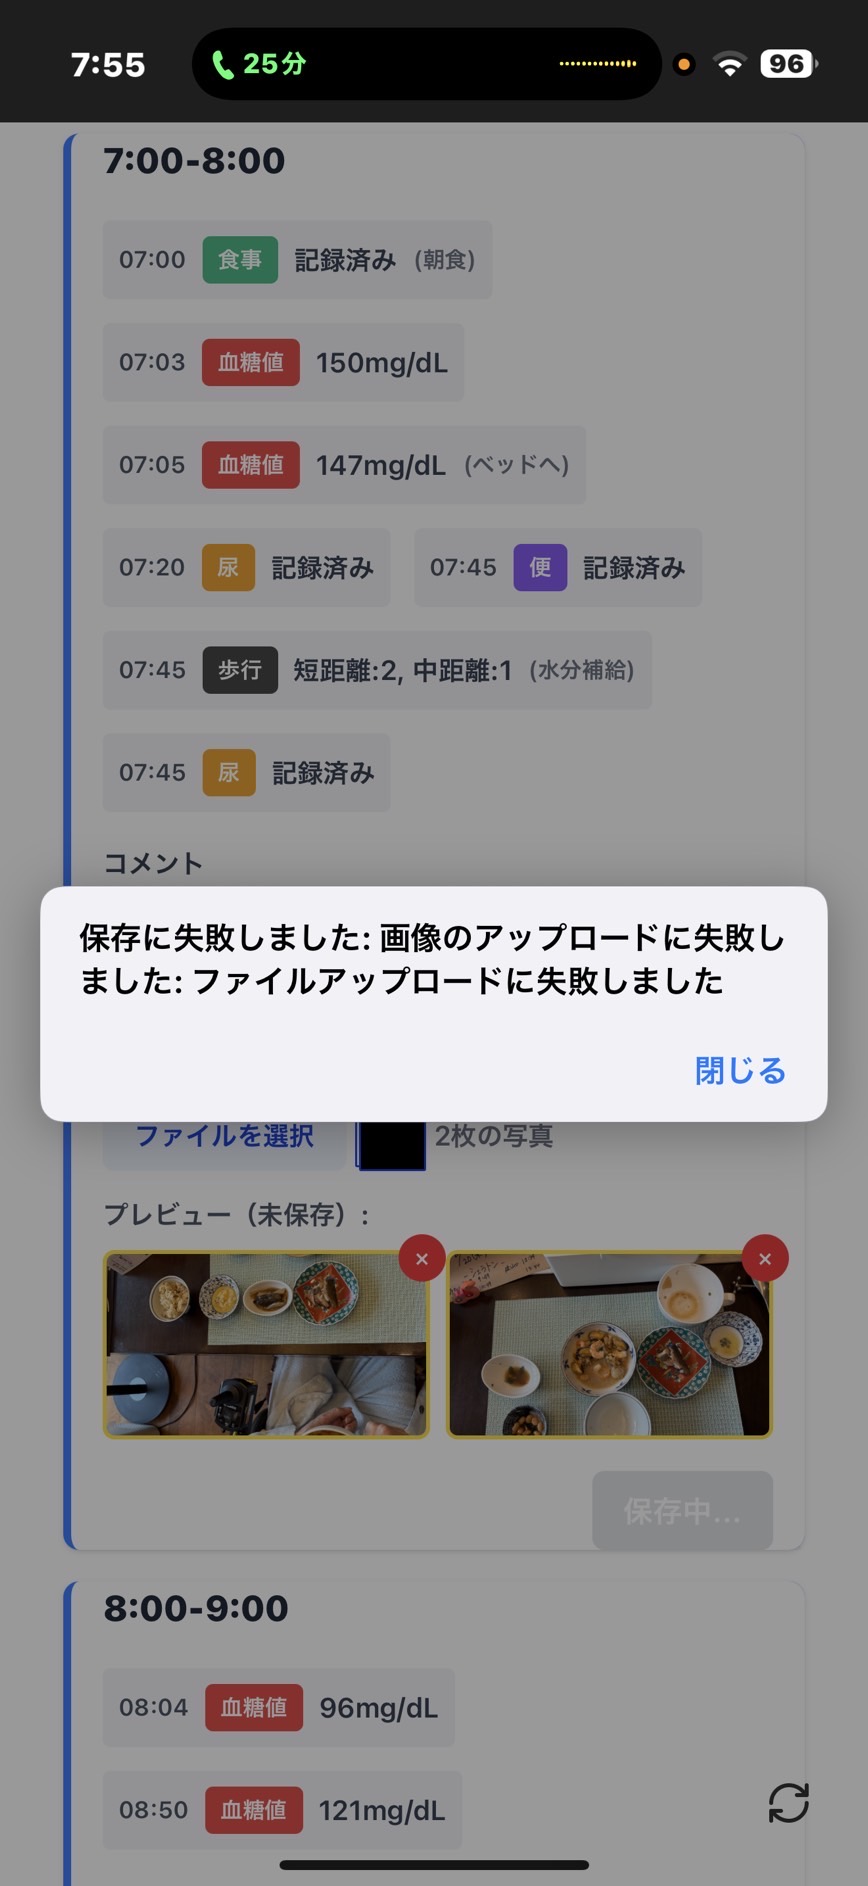 7:55
25分
96
7:00-8:00
07:00 食事 記録済み (朝食)
07:03 血糖値 150mg/dL
07:05 血糖値 147mg/dL (ベッドへ)
07:20 尿 記録済み 07:45 便 記録済み
07:45 歩行 短距離:2, 中距離:1 (水分補給)
07:45 尿 記録済み
コメント
保存に失敗しました: 画像のアップロードに失敗し
ました: ファイルアップロードに失敗しました
閉じる
ファイルを選択 2枚の写真
プレビュー（未保存）:
保存中...
8:00-9:00
08:04 血糖値 96mg/dL
08:50 血糖値 121mg/dL